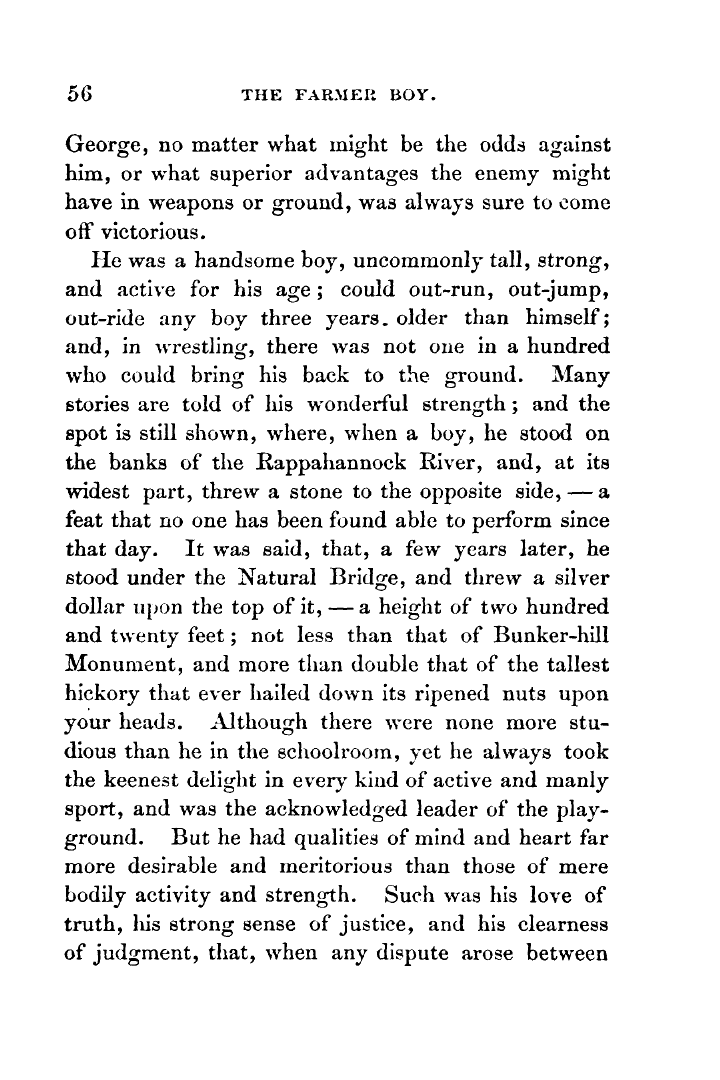 56 THE FARMER BOY.
George, no matter what might be the odds against
him, or what superior advantages the enemy might
have in weapons or ground, was always sure to come
off victorious.
He was a handsome boy, uncommonly tall, strong,
and active for his age; could out-run, out-jump,
out-ride any boy three years. older than himself;
and, in wrestling, there was not one in a hundred
who could bring his back to the ground. Many
stories are told of his wonderful strength; and the
spot is still shown, where, when a boy, he stood on
the banks of the Rappahannock River, and, at its
widest part, threw a stone to the opposite side, — a
feat that no one has been found able to perform since
that day. It was said, that, a few years later, he
stood under the Natural Bridge, and threw a silver
dollar upon the top of it, — a height of two hundred
and twenty feet; not less than that of Bunker-hill
Monument, and more than double that of the tallest
hickory that ever hailed down its ripened nuts upon
your heads. Although there were none more stu-
dious than he in the schoolroom, yet he always took
the keenest delight in every kind of active and manly
sport, and was the acknowledged leader of the play-
ground. But he had qualities of mind and heart far
more desirable and meritorious than those of mere
bodily activity and strength. Such was his love of
truth, his strong sense of justice, and his clearness
of judgment, that, when any dispute arose between